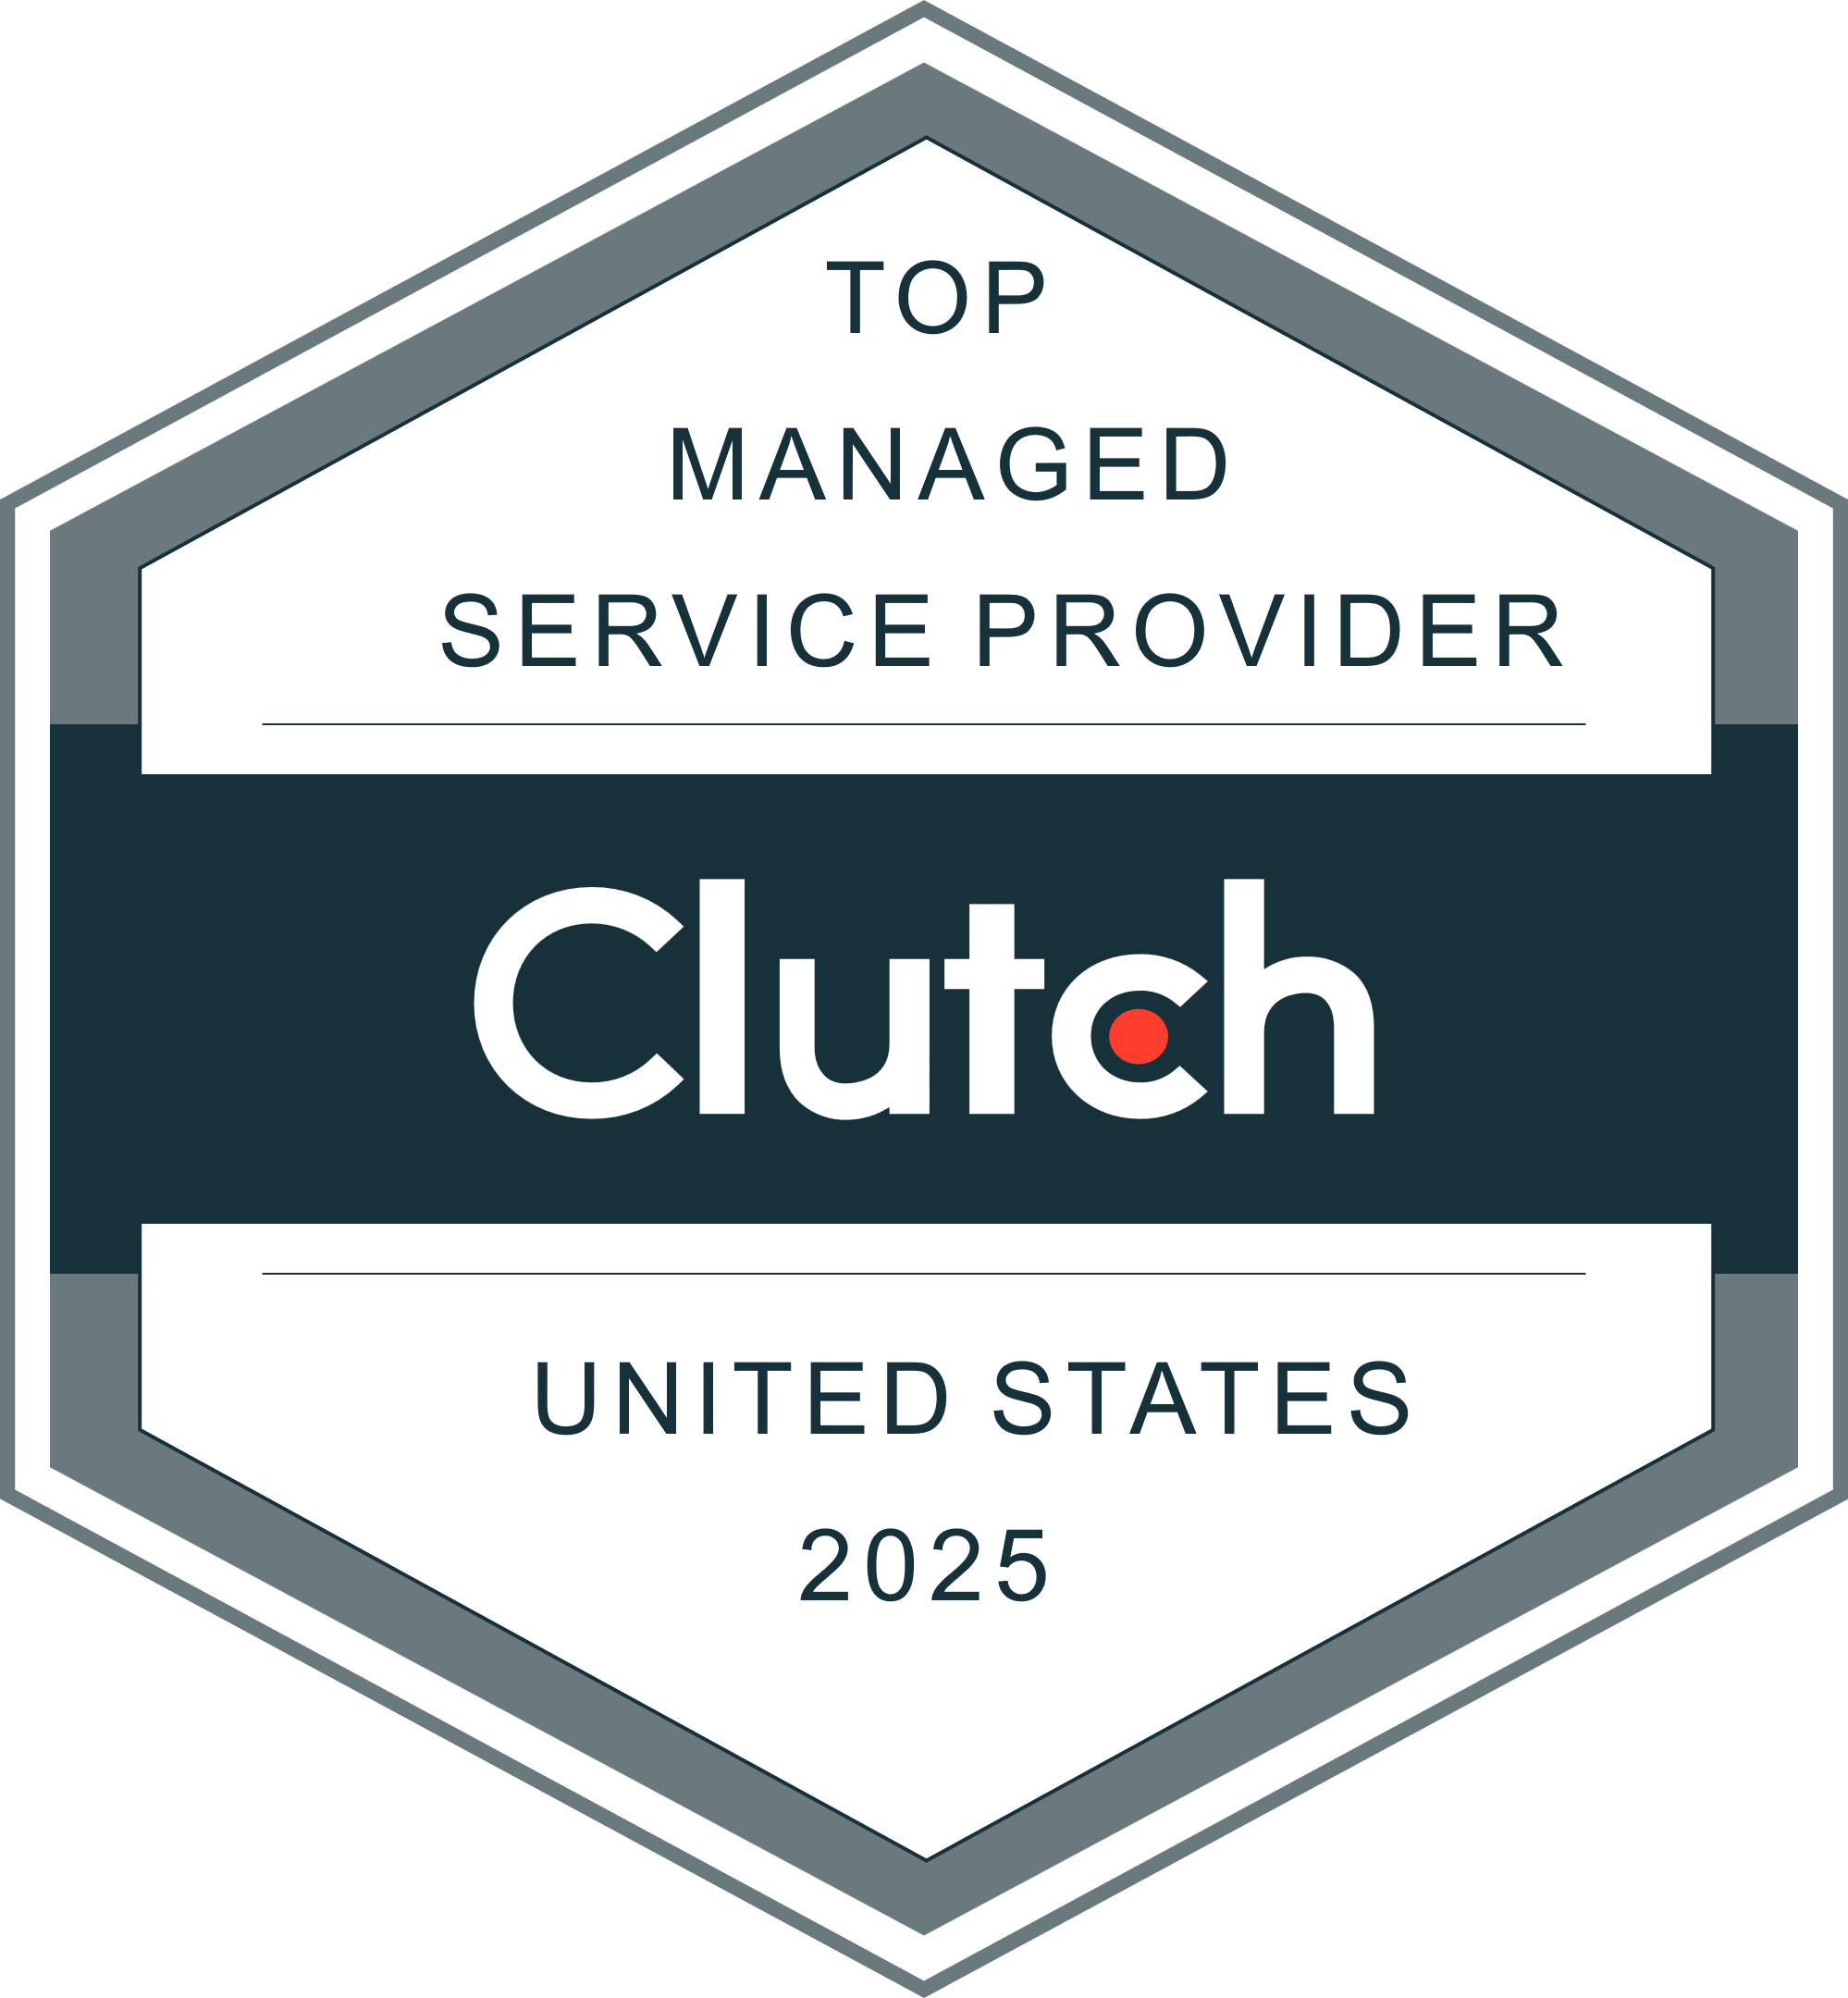 TOP
MANAGED
SERVICE PROVIDER
Clutch
UNITED STATES
2025